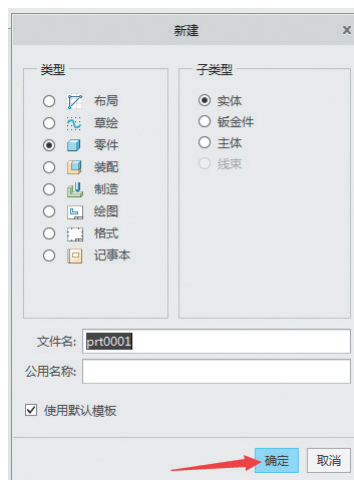 新建
x
类型
布局
草绘
零件
装配
制造
绘图
格式
记事本
子类型
实体
钣金件
主体
线束
文件名: prt0001
公用名称:
使用默认模板
确定
取消